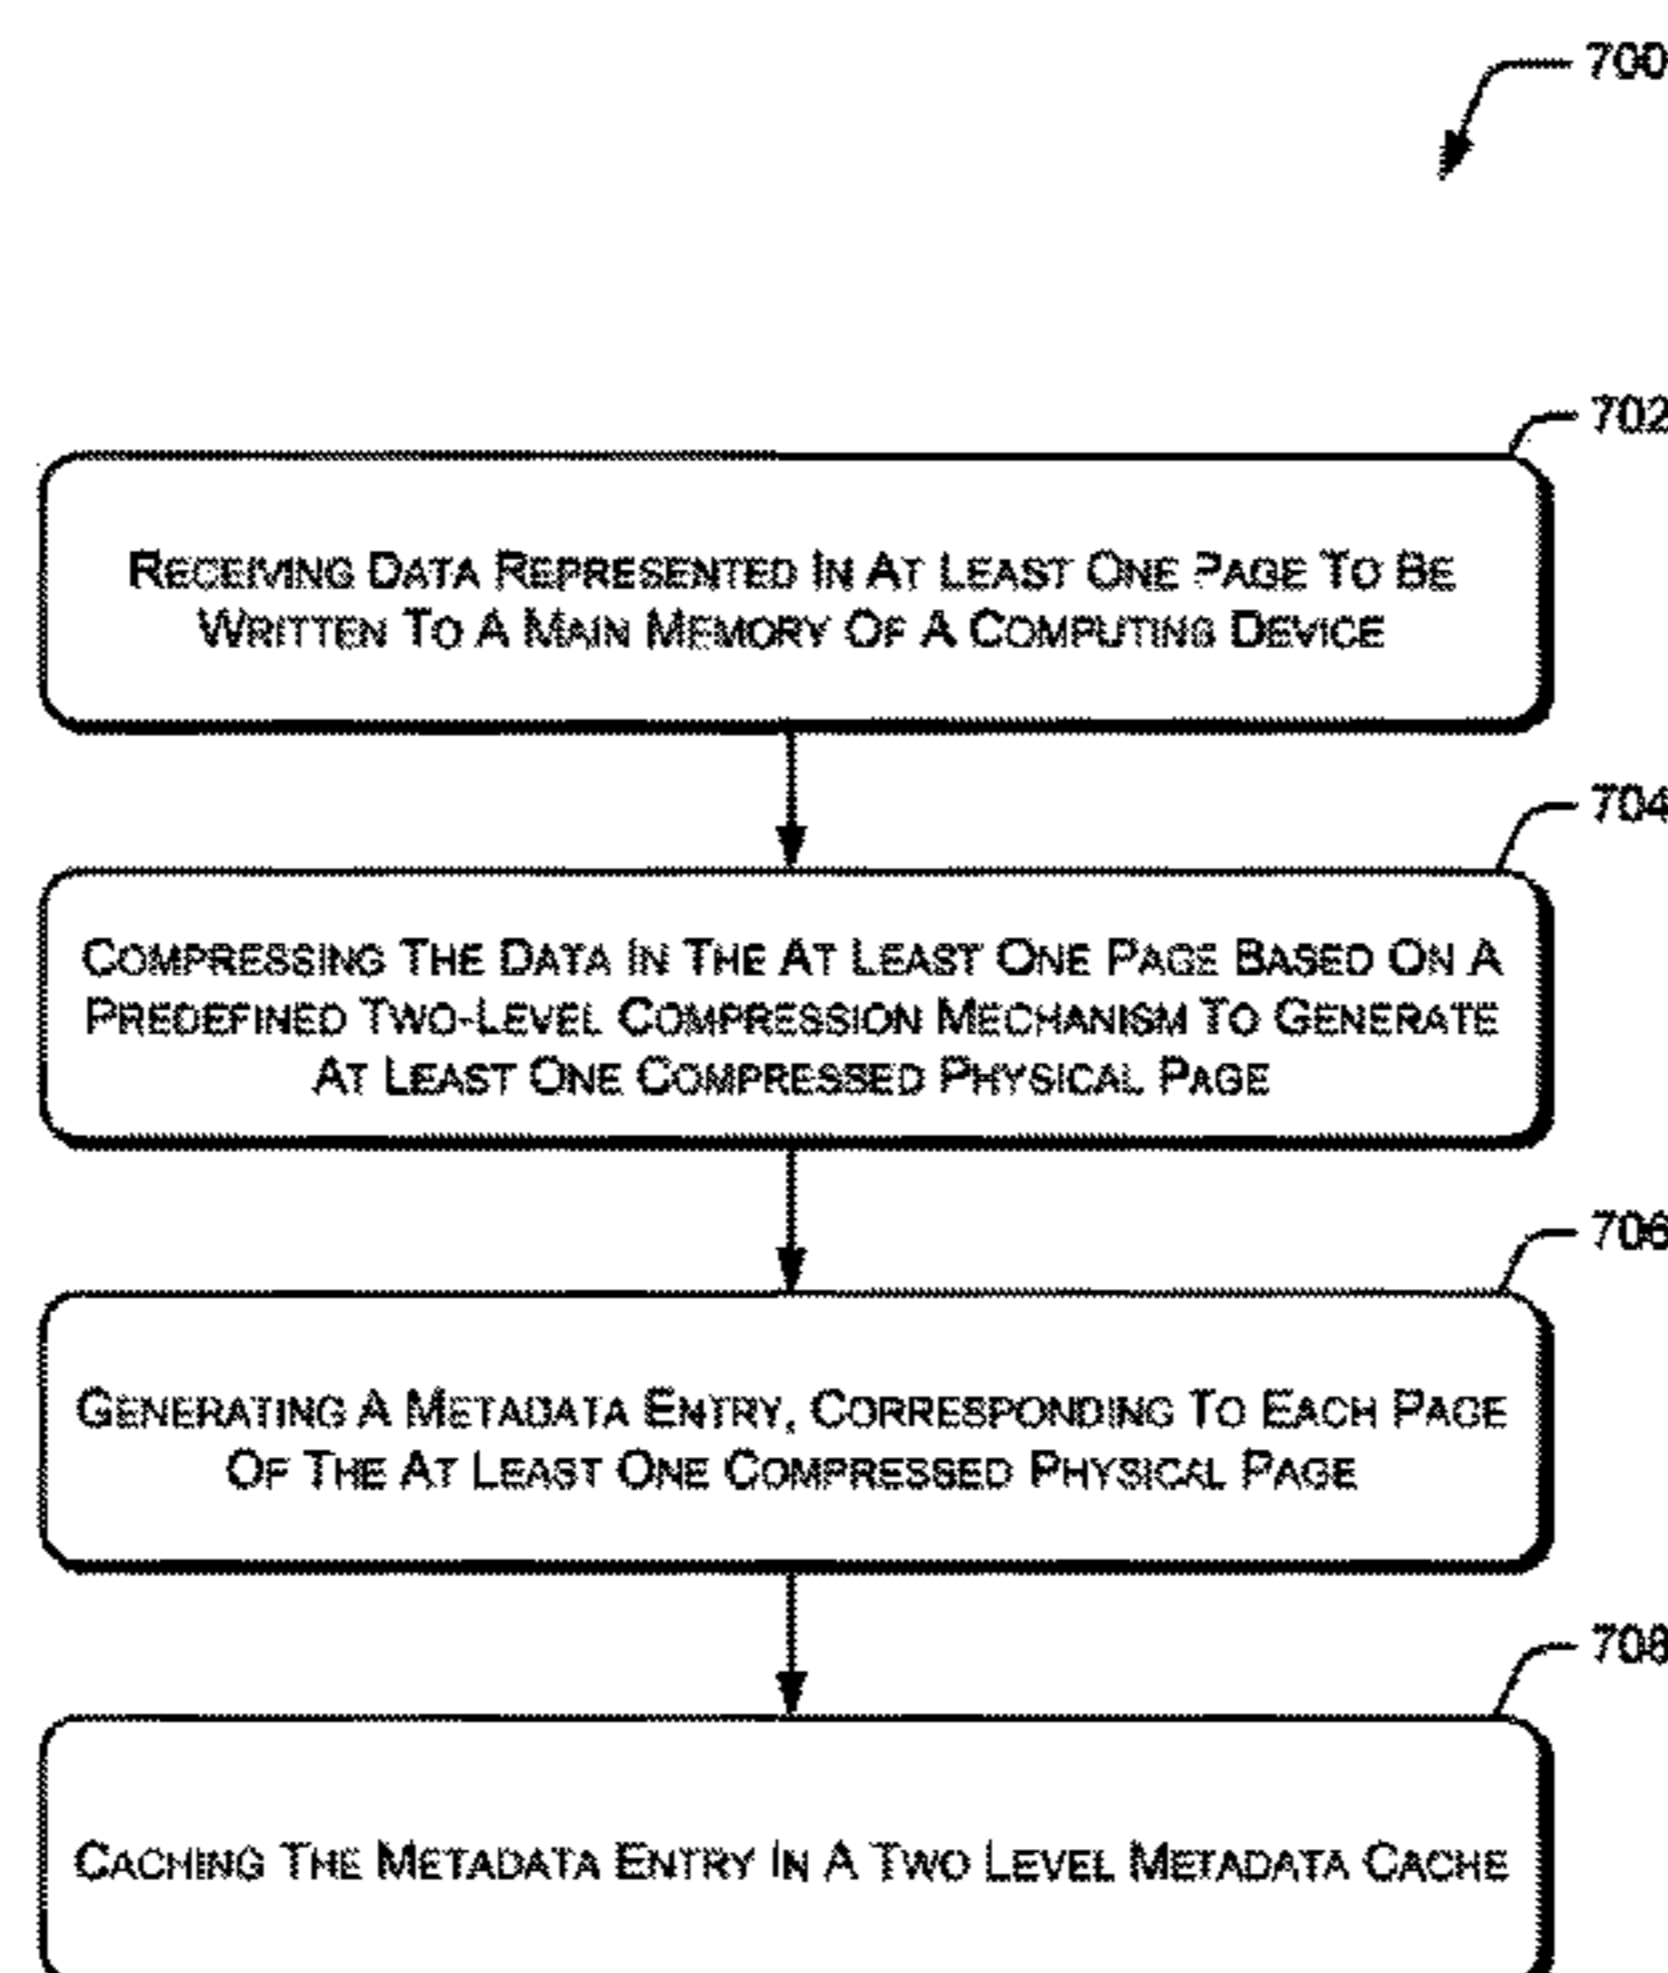 700
702
RECEIVING DATA REPRESENTED IN AT LEAST ONE PAGE TO BE
WRITTEN TO A MAIN MEMORY OF A COMPUTING DEVICE
704
COMPRESSING THE DATA IN THE AT LEAST ONE PAGE BASED ON A
PREDEFINED TWO-LEVEL COMPRESSION MECHANISM TO GENERATE
AT LEAST ONE COMPRESSED PHYSICAL PAGE
706
GENERATING A METADATA ENTRY, CORRESPONDING TO EACH PAGE
OF THE AT LEAST ONE COMPRESSED PHYSICAL PAGE
708
CACHING THE METADATA ENTRY IN A TWO LEVEL METADATA CACHE